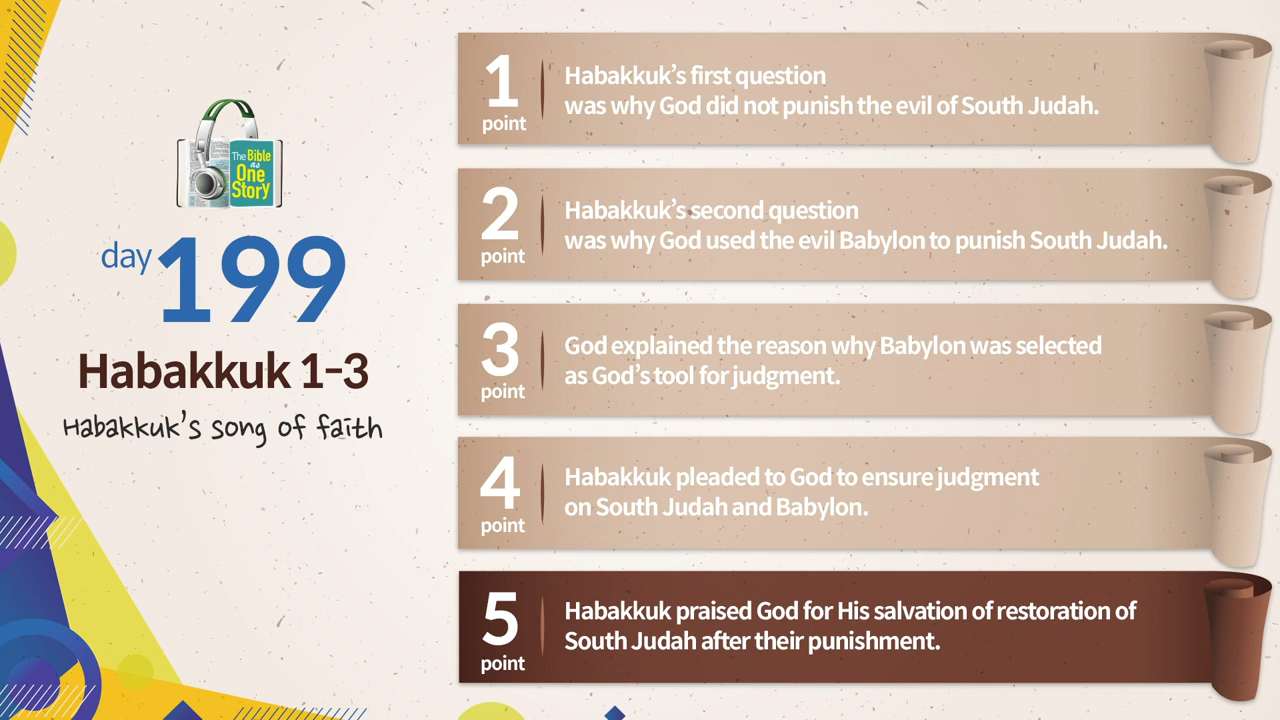 The Bible
as
One
Story
day 199
Habakkuk 1-3
Habakkuk's song of faith
1
point
Habakkuk's first question
was why God did not punish the evil of South Judah.
2
point
Habakkuk's second question
was why God used the evil Babylon to punish South Judah.
3
point
God explained the reason why Babylon was selected
as God's tool for judgment.
4
point
Habakkuk pleaded to God to ensure judgment
on South Judah and Babylon.
5
point
Habakkuk praised God for His salvation of restoration of
South Judah after their punishment.